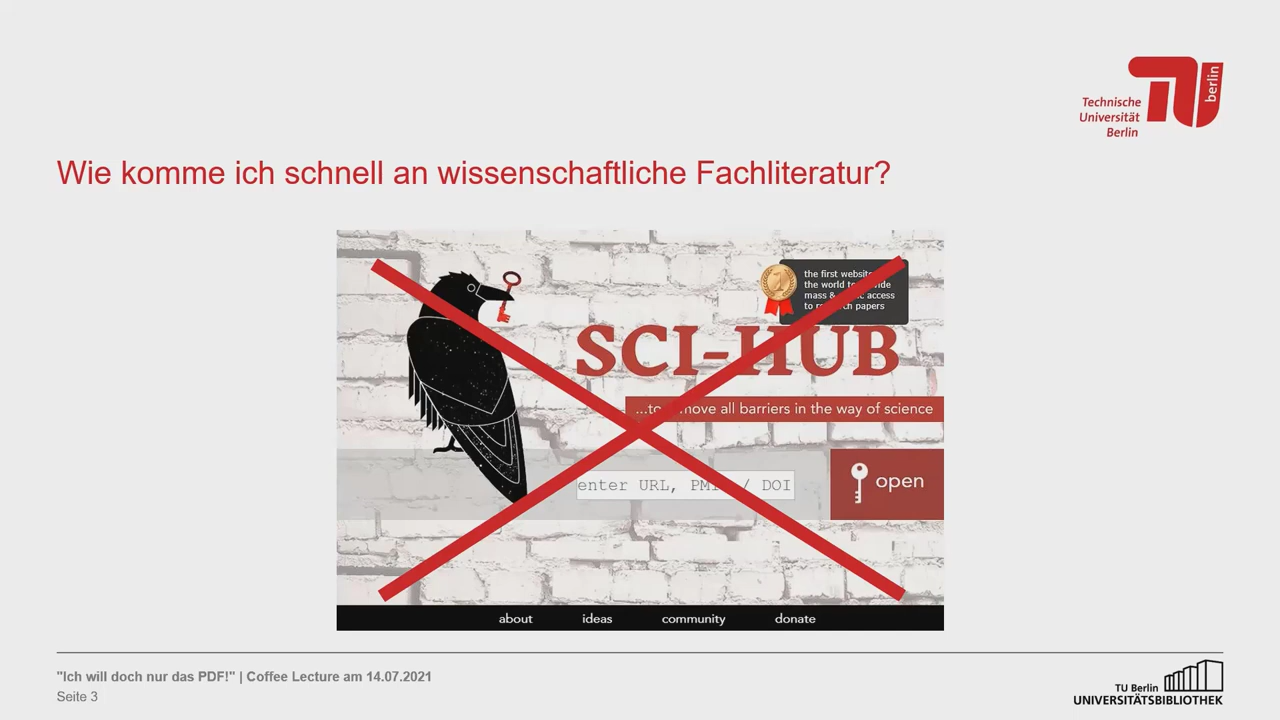 Technische
Universität
Berlin
berlin
Wie komme ich schnell an wissenschaftliche Fachliteratur?
the first website
the world to
mass & access
to research papers
SCI-HUB
...to remove all barriers in the way of science
enter URL, PMID / DOI
open
about ideas community donate
"Ich will doch nur das PDF!" | Coffee Lecture am 14.07.2021
Seite 3
TU Berlin
UNIVERSITÄTSBIBLIOTHEK